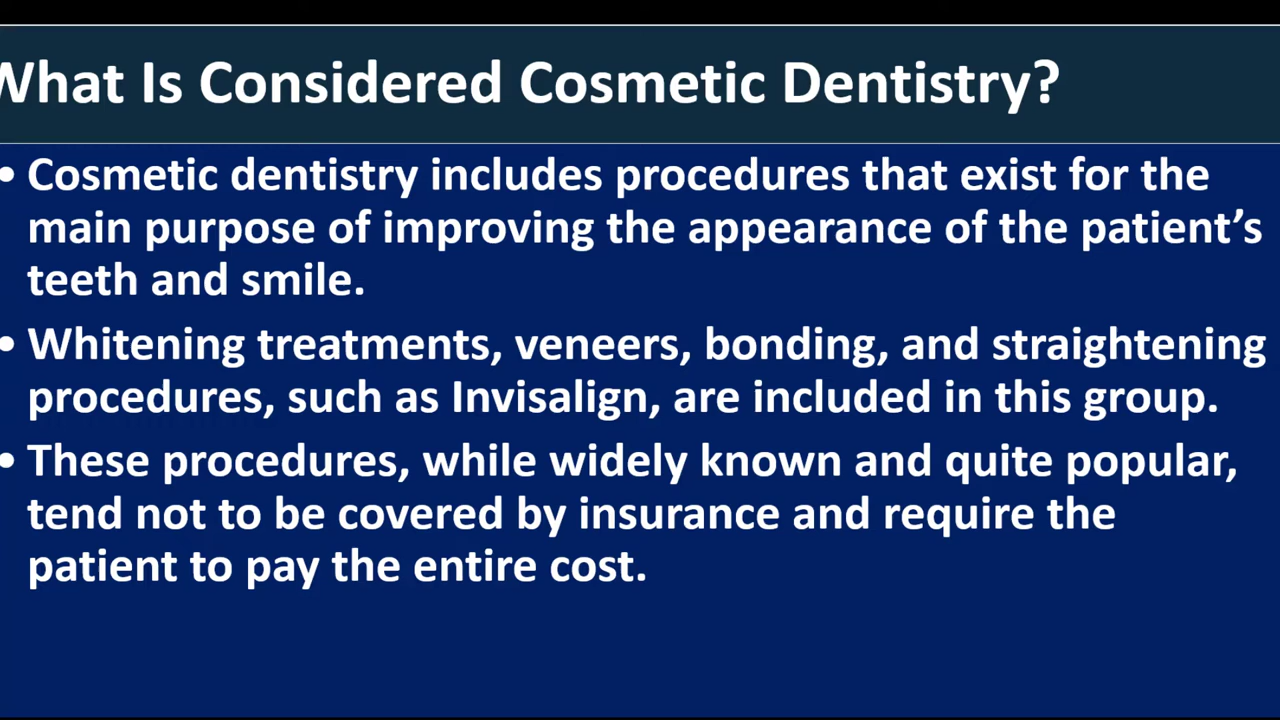 What Is Considered Cosmetic Dentistry?
• Cosmetic dentistry includes procedures that exist for the
main purpose of improving the appearance of the patient’s
teeth and smile.
• Whitening treatments, veneers, bonding, and straightening
procedures, such as Invisalign, are included in this group.
• These procedures, while widely known and quite popular,
tend not to be covered by insurance and require the
patient to pay the entire cost.